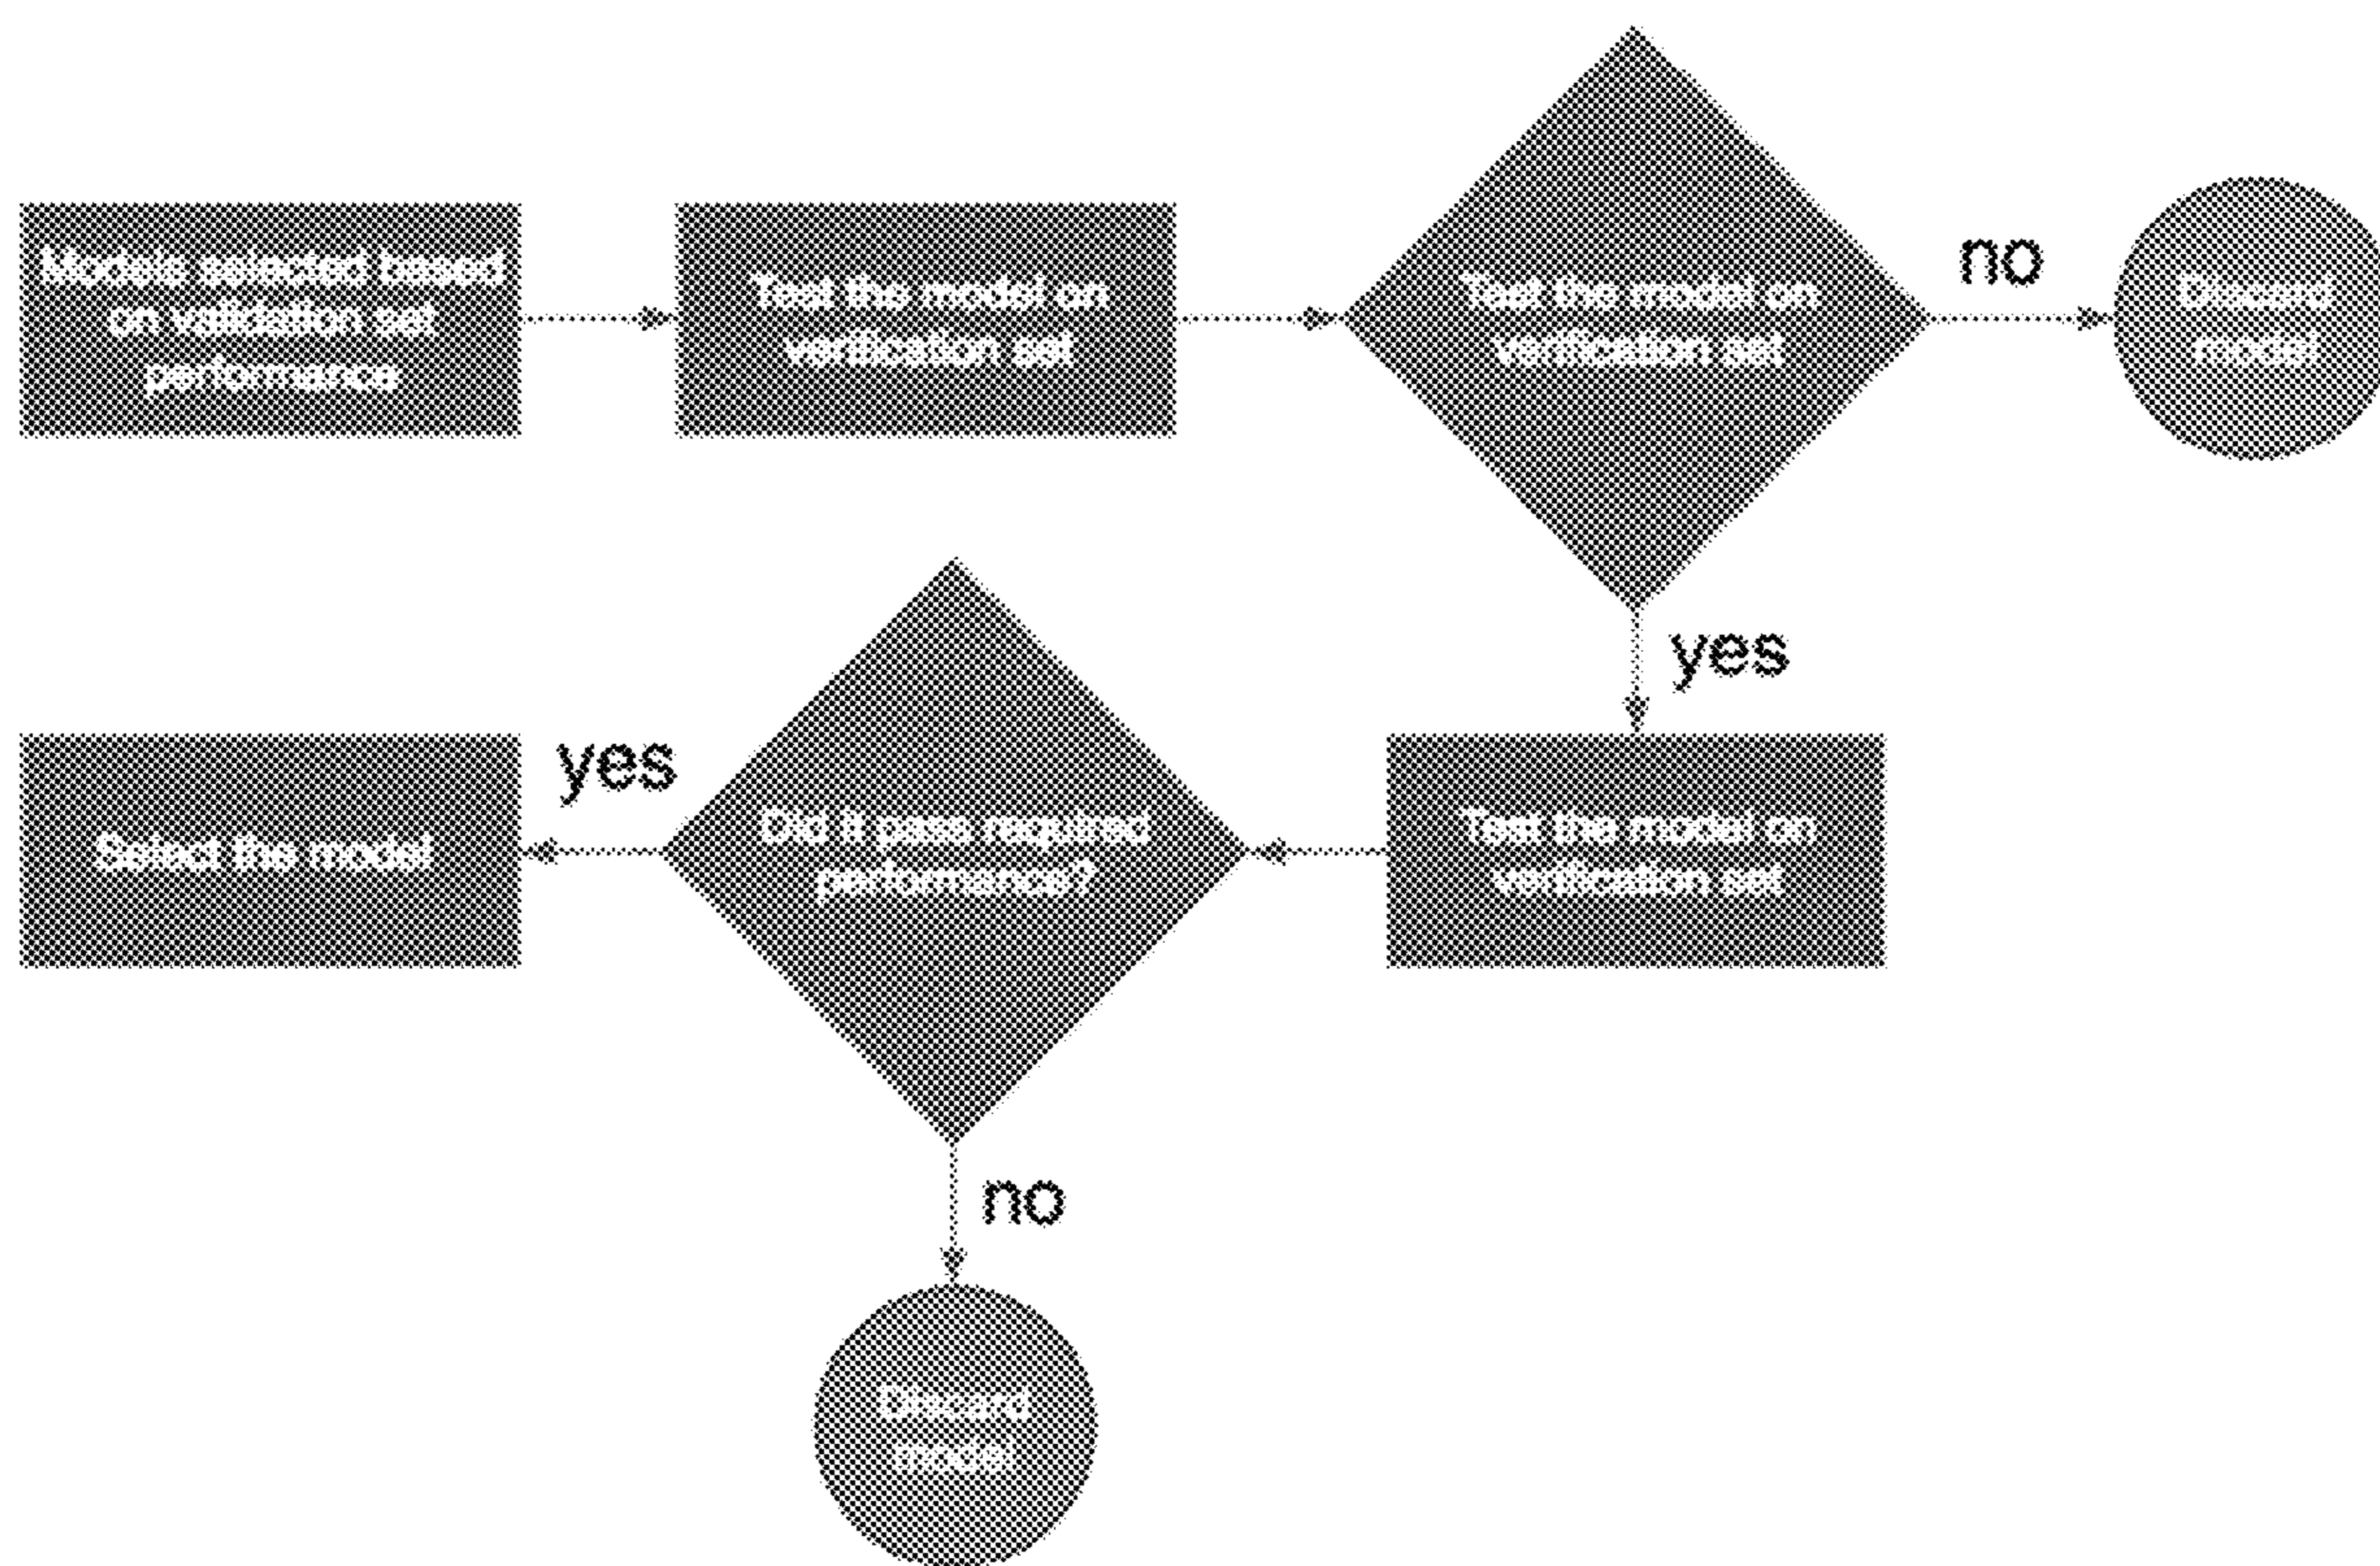 Models selected based
on validation set
performance
Test the model on
verification set
Test the model on
verification set
no
Discard
model
yes
Select the model
yes
Did it pass required
performance?
Test the model on
verification set
no
Discard
model